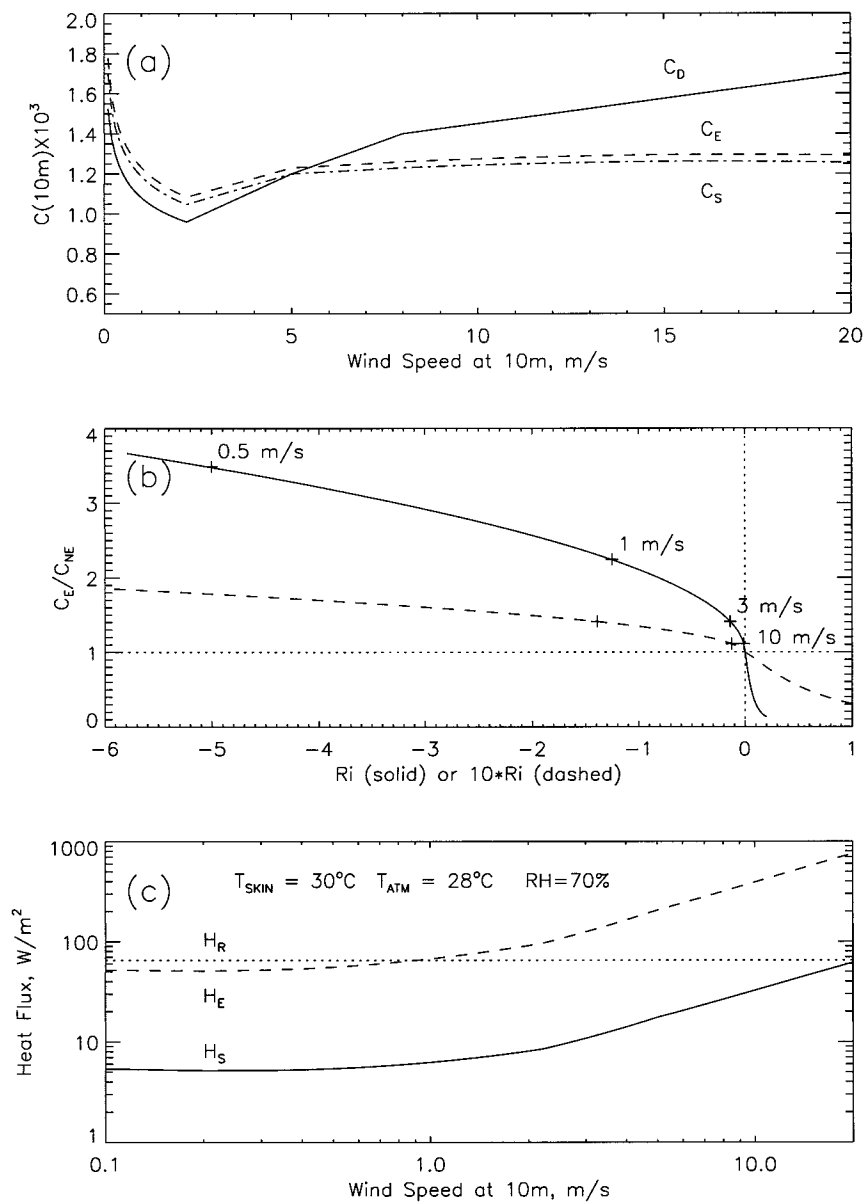 2.0
(a)
1.8
1.6
1.4
1.2
1.0
0.8
0.6
C_D
C_E
C_S
C(10m)X10³
0 5 10 15 20
Wind Speed at 10m, m/s
4
3
2
1
0
(b)
0.5 m/s
1 m/s
3 m/s
10 m/s
C_E/C_NE
-6 -5 -4 -3 -2 -1 0 1
Ri (solid) or 10*Ri (dashed)
1000
100
10
1
(c)
T_SKIN = 30°C T_ATM = 28°C RH=70%
H_R
H_E
H_S
Heat Flux, W/m²
0.1 1.0 10.0
Wind Speed at 10m, m/s